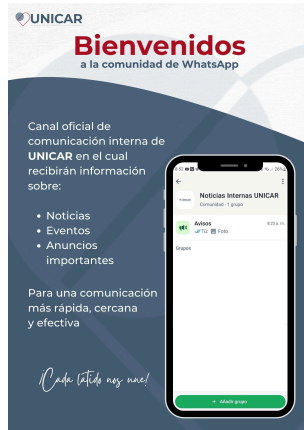 UNICAR
Bienvenidos
a la comunidad de WhatsApp
Canal oficial de
comunicación interna de
UNICAR en el cual
recibirán información
sobre:
• Noticias
• Eventos
• Anuncios
importantes
Para una comunicación
más rápida, cercana
y efectiva
¡Cada latido nos une!
Noticias Internas UNICAR
Comunidad · 1 grupo
Avisos
Tú: Foto
Grupos
+ Añadir grupo